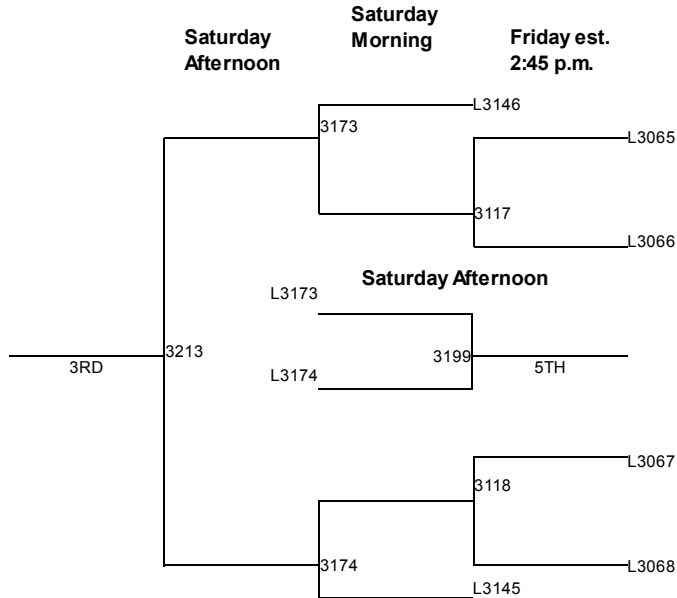 Saturday
Afternoon
Saturday
Morning
Friday est.
2:45 p.m.
L3146
3173
L3065
3117
L3066
Saturday Afternoon
L3173
3213
3RD
3199
5TH
L3174
L3067
3118
3174
L3068
L3145